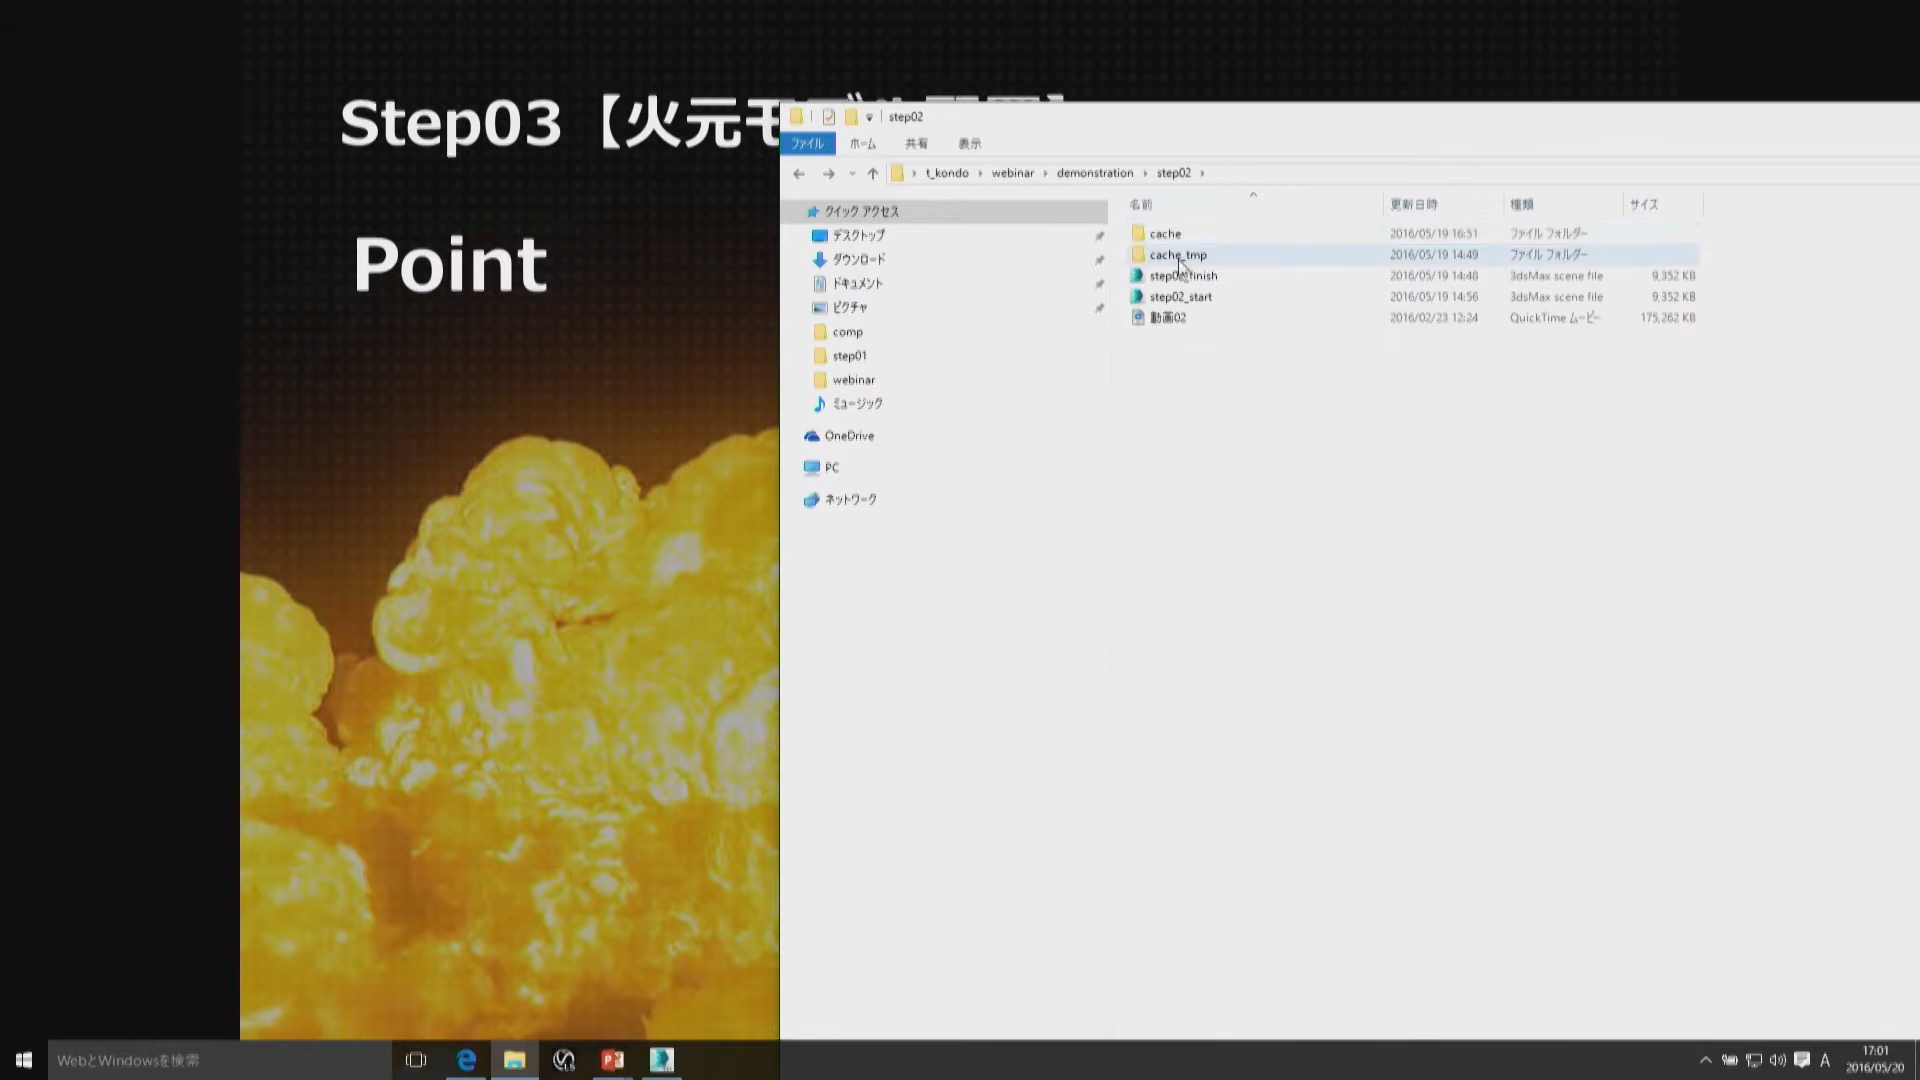 Step03【火元モ
Point
step02
ファイル ホーム 共有 表示
t_kondo › webinar › demonstration › step02 ›
クイック アクセス
デスクトップ
ダウンロード
ドキュメント
ピクチャ
comp
step01
webinar
ミュージック
OneDrive
PC
ネットワーク
名前 更新日時 種類 サイズ
cache 2016/05/19 16:51 ファイル フォルダー
cache_tmp 2016/05/19 14:49 ファイル フォルダー
step02_finish 2016/05/19 14:48 3dsMax scene file 9,352 KB
step02_start 2016/05/19 14:56 3dsMax scene file 9,352 KB
動画02 2016/02/23 12:24 QuickTime ムービー 175,262 KB
WebとWindowsを検索
A
17:01
2016/05/20